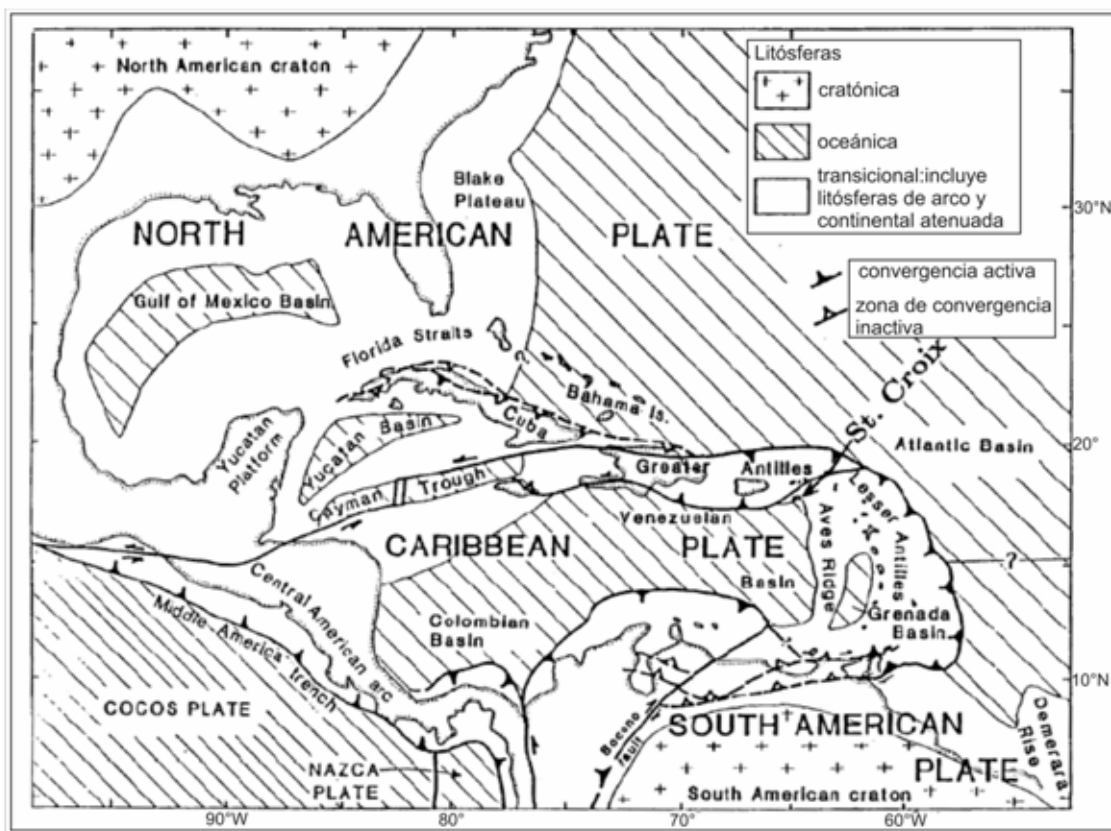 North American craton
Litósferas
cratónica
oceánica
transicional:incluye
litósferas de arco y
continental atenuada
convergencia activa
zona de convergencia
inactiva
Blake
Plateau
30°N
NORTH AMERICAN PLATE
Gulf of Mexico Basin
Florida Straits
?
Bahama Is.
St. Croix
Cuba
Yucatan
Platform
Yucatan Basin
20°
Atlantic Basin
Cayman Trough
Greater Antilles
Lesser Antilles
Venezuelan
Basin
Aves Ridge
CARIBBEAN PLATE
?
Central American arc
Middle America trench
Colombian
Basin
Grenada
Basin
10°N
COCOS PLATE
NAZCA
PLATE
Bocono
fault
SOUTH AMERICAN
PLATE
Demerara
Rise
South American craton
90°W
80°
70°
60°W